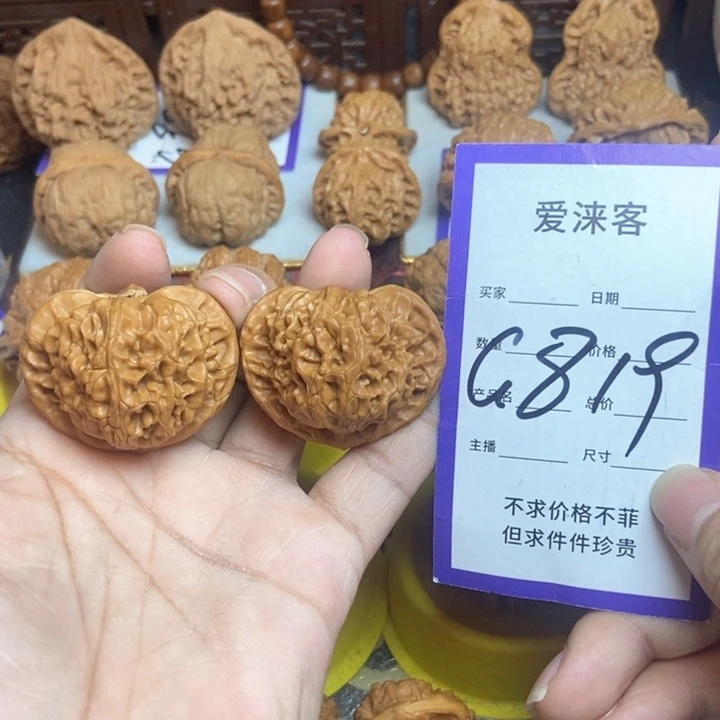 爱涞客
买家 日期
数量 价格
G819
产品名 总价
主播 尺寸
不求价格不菲
但求件件珍贵